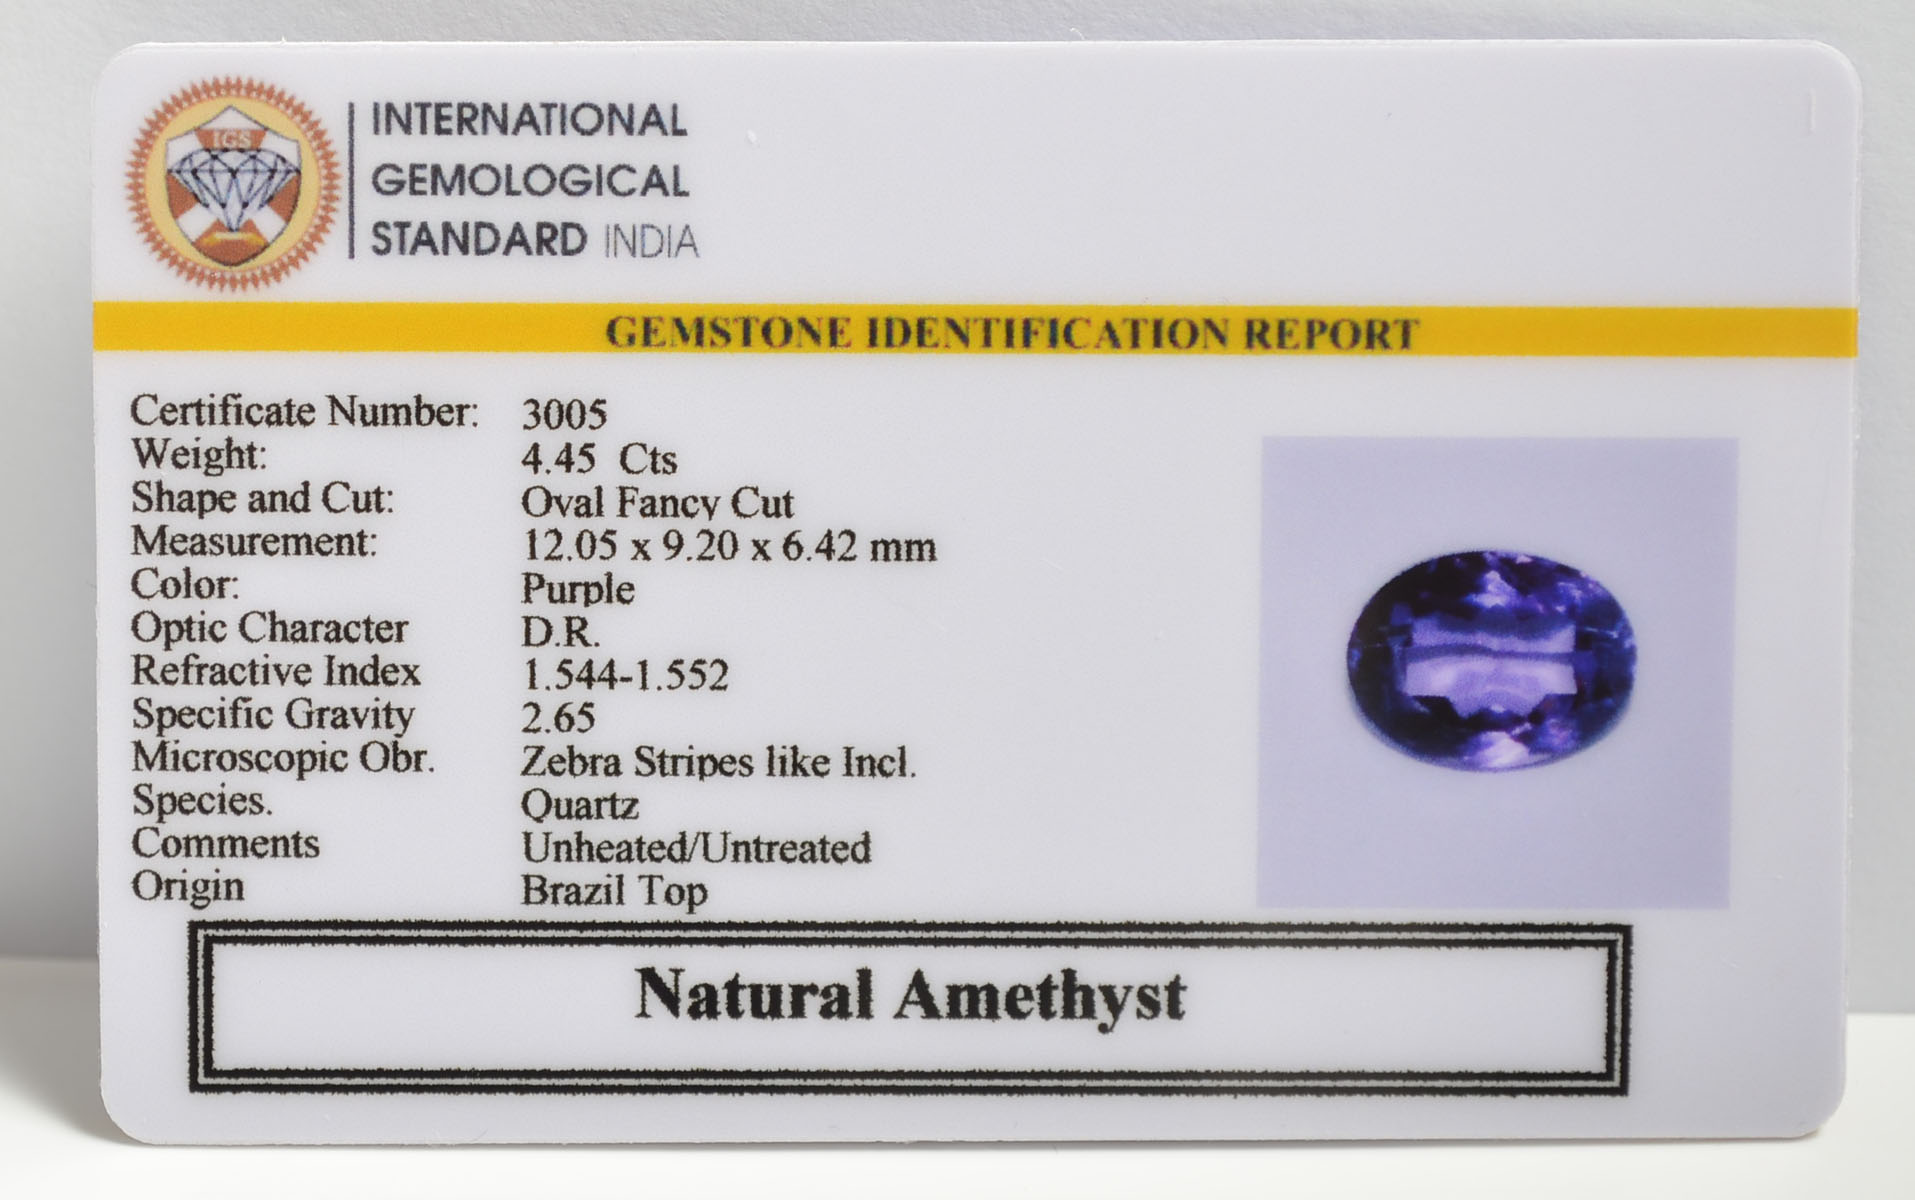 IGS
INTERNATIONAL
GEMOLOGICAL
STANDARD INDIA
GEMSTONE IDENTIFICATION REPORT
Certificate Number: 3005
Weight: 4.45 Cts
Shape and Cut: Oval Fancy Cut
Measurement: 12.05 x 9.20 x 6.42 mm
Color: Purple
Optic Character D.R.
Refractive Index 1.544-1.552
Specific Gravity 2.65
Microscopic Obr. Zebra Stripes like Incl.
Species. Quartz
Comments Unheated/Untreated
Origin Brazil Top
Natural Amethyst